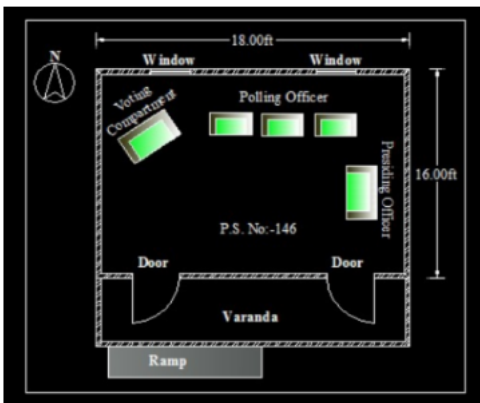 18.00ft
N
Window
Window
Voting
Compartment
Polling Officer
Presiding Officer
16.00ft
P.S. No:-146
Door
Door
Varanda
Ramp